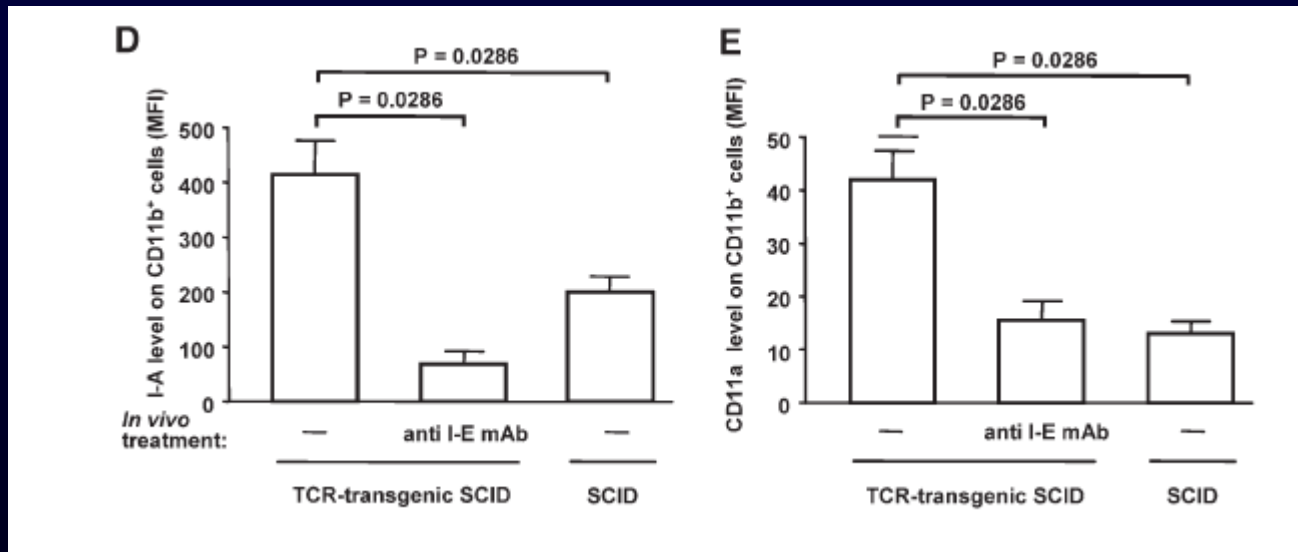 D
P = 0.0286
P = 0.0286
I-A level on CD11b⁺ cells (MFI)
500
400
300
200
100
0
In vivo
treatment:
—
anti I-E mAb
—
TCR-transgenic SCID
SCID
E
P = 0.0286
P = 0.0286
CD11a level on CD11b⁺ cells (MFI)
50
40
30
20
10
0
—
anti I-E mAb
—
TCR-transgenic SCID
SCID